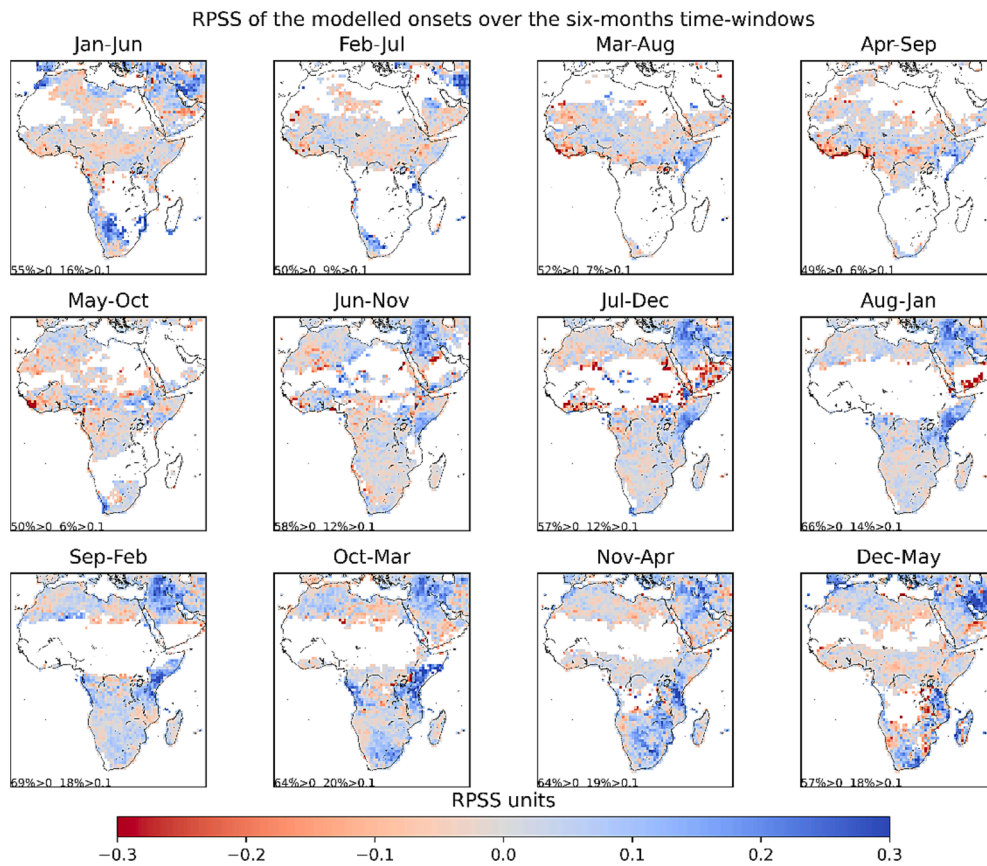 RPSS of the modelled onsets over the six-months time-windows
Jan-Jun Feb-Jul Mar-Aug Apr-Sep
55%>0 16%>0.1 50%>0 9%>0.1 52%>0 7%>0.1 49%>0 6%>0.1
May-Oct Jun-Nov Jul-Dec Aug-Jan
50%>0 6%>0.1 58%>0 12%>0.1 57%>0 12%>0.1 66%>0 14%>0.1
Sep-Feb Oct-Mar Nov-Apr Dec-May
69%>0 18%>0.1 64%>0 20%>0.1 64%>0 19%>0.1 57%>0 18%>0.1
RPSS units
−0.3 −0.2 −0.1 0.0 0.1 0.2 0.3